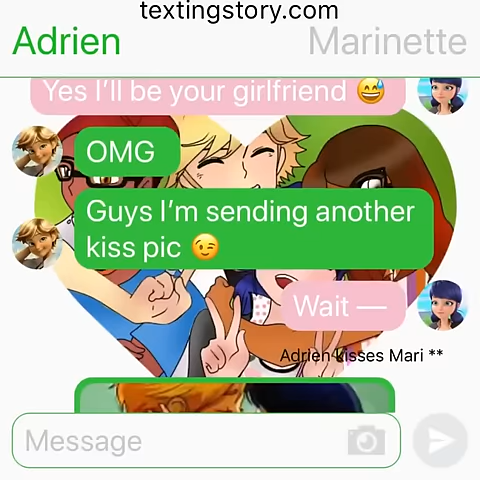 textingstory.com
Adrien
Marinette
Yes I’ll be your girlfriend 😅
OMG
Guys I’m sending another
kiss pic 😉
Wait —
Adrien kisses Mari **
Message